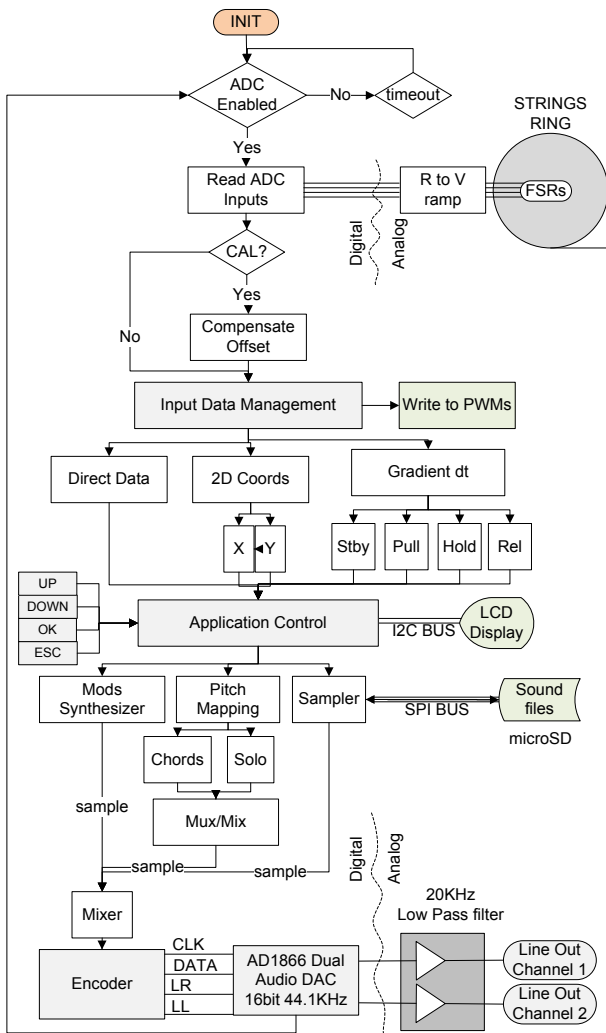 INIT
ADC
Enabled
No
timeout
STRINGS
RING
Yes
Read ADC
Inputs
R to V
ramp
FSRs
Digital
Analog
CAL?
Yes
No
Compensate
Offset
Input Data Management
Write to PWMs
Direct Data
2D Coords
Gradient dt
X
Y
Stby
Pull
Hold
Rel
UP
DOWN
OK
ESC
Application Control
I2C BUS
LCD
Display
Mods
Synthesizer
Pitch
Mapping
Sampler
SPI BUS
Sound
files
microSD
Chords
Solo
sample
Mux/Mix
sample
sample
Digital
Analog
Mixer
20KHz
Low Pass filter
Encoder
CLK
DATA
LR
LL
AD1866 Dual
Audio DAC
16bit 44.1KHz
Line Out
Channel 1
Line Out
Channel 2